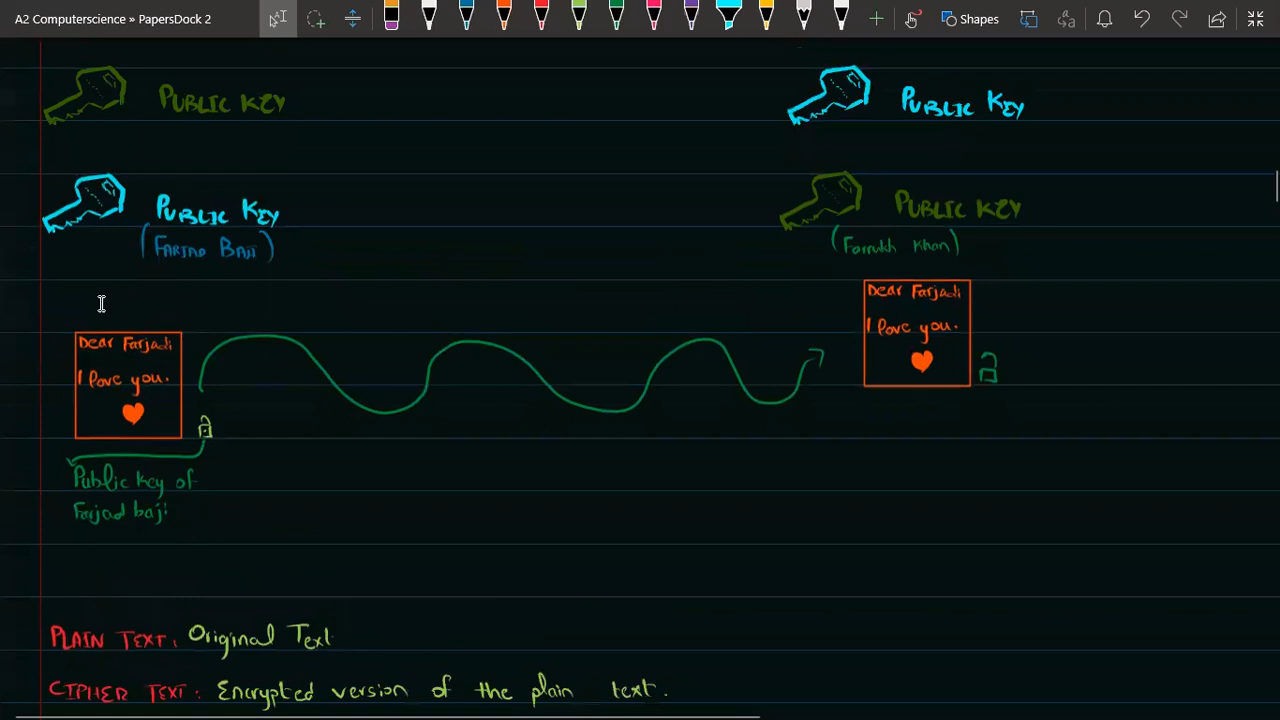 A2 Computerscience » PapersDock 2
Shapes
PUBLIC KEY
PUBLIC KEY
PUBLIC KEY
(FARJAD BAJI)
PUBLIC KEY
(Farrukh Khan)
Dear Farjadi
I love you.
Dear Farjadi
I love you.
Public key of
Farjad baji
PLAIN TEXT: Original Text
CIPHER TEXT: Encrypted version of the plain text.